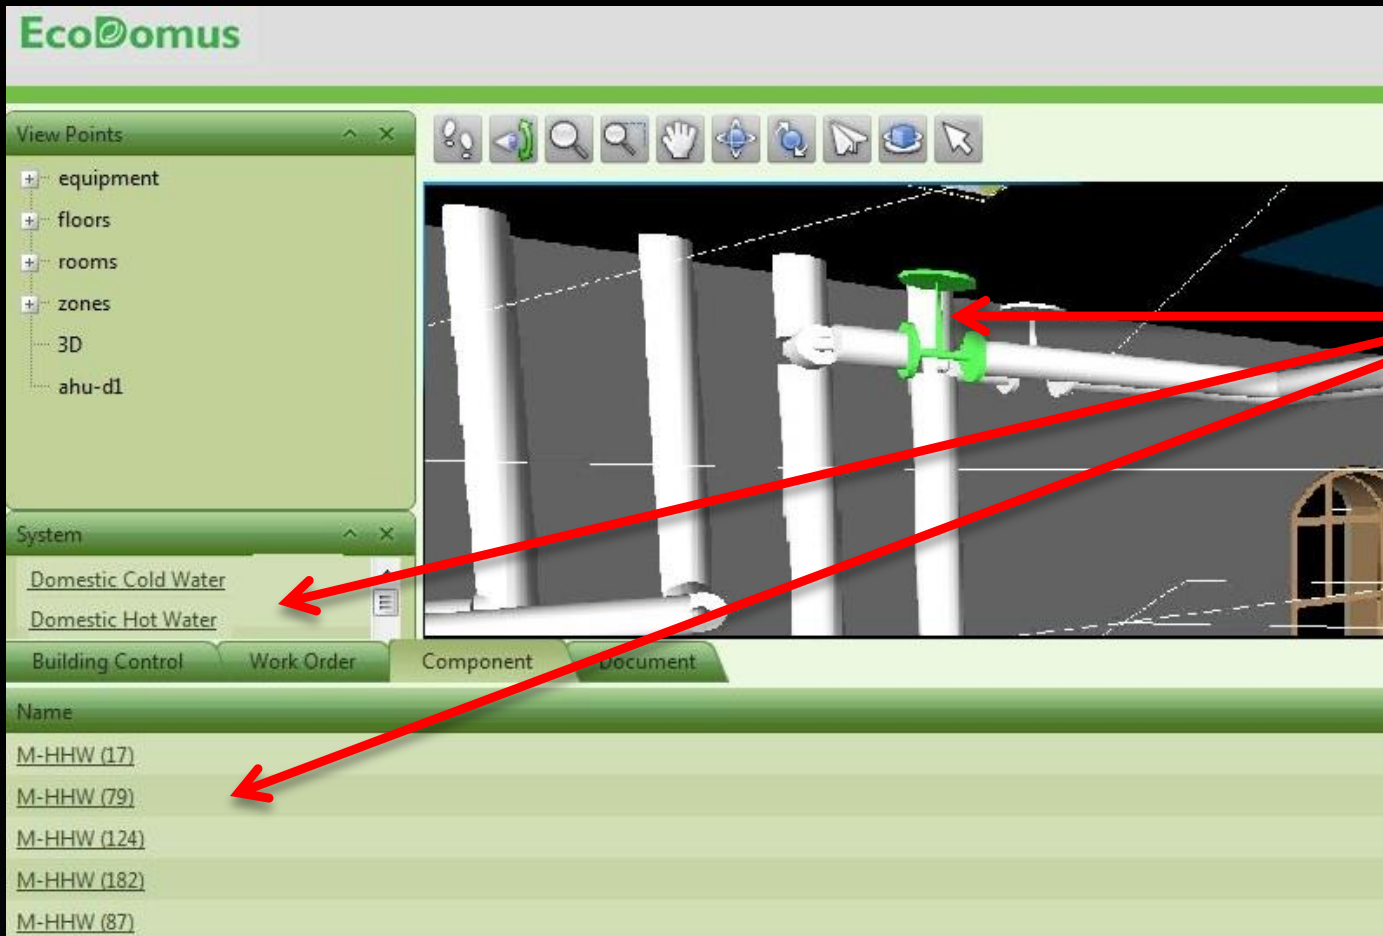 EcoDomus
View Points
equipment
floors
rooms
zones
3D
ahu-d1
System
Domestic Cold Water
Domestic Hot Water
Building Control Work Order Component Document
Name
M-HHW (17)
M-HHW (79)
M-HHW (124)
M-HHW (182)
M-HHW (87)